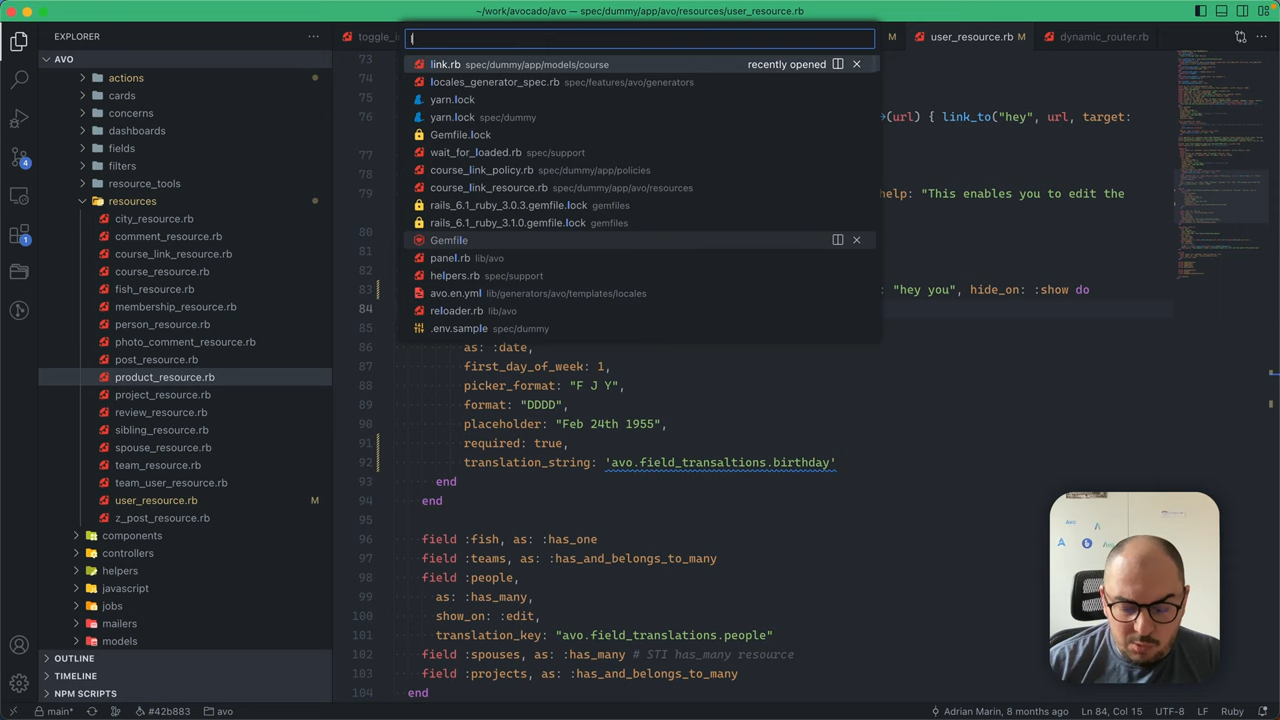 ~/work/avocado/avo — spec/dummy/app/avo/resources/user_resource.rb
EXPLORER
AVO
actions
cards
concerns
dashboards
fields
filters
resource_tools
resources
city_resource.rb
comment_resource.rb
course_link_resource.rb
course_resource.rb
fish_resource.rb
membership_resource.rb
person_resource.rb
photo_comment_resource.rb
post_resource.rb
product_resource.rb
project_resource.rb
review_resource.rb
sibling_resource.rb
spouse_resource.rb
team_resource.rb
team_user_resource.rb
user_resource.rb M
z_post_resource.rb
components
controllers
helpers
javascript
jobs
mailers
models
OUTLINE
TIMELINE
NPM SCRIPTS
4
1
toggle_i
M
user_resource.rb M
dynamic_router.rb
l
link.rb spec/dummy/app/models/course recently opened
locales_generator_spec.rb spec/features/avo/generators
yarn.lock
yarn.lock spec/dummy
Gemfile.lock
wait_for_loaded.rb spec/support
course_link_policy.rb spec/dummy/app/policies
course_link_resource.rb spec/dummy/app/avo/resources
rails_6.1_ruby_3.0.3.gemfile.lock gemfiles
rails_6.1_ruby_3.1.0.gemfile.lock gemfiles
Gemfile
panel.rb lib/avo
helpers.rb spec/support
avo.en.yml lib/generators/avo/templates/locales
reloader.rb lib/avo
.env.sample spec/dummy
73
74
75
76 >(url) { link_to("hey", url, target:
77
78
79 help: "This enables you to edit the
80
81
82
83 : "hey you", hide_on: :show do
84
85
86 as: :date,
87 first_day_of_week: 1,
88 picker_format: "F J Y",
89 format: "DDDD",
90 placeholder: "Feb 24th 1955",
91 required: true,
92 translation_string: 'avo.field_transaltions.birthday'
93 end
94 end
95
96 field :fish, as: :has_one
97 field :teams, as: :has_and_belongs_to_many
98 field :people,
99 as: :has_many,
100 show_on: :edit,
101 translation_key: "avo.field_translations.people"
102 field :spouses, as: :has_many # STI has_many resource
103 field :projects, as: :has_and_belongs_to_many
104 end
main* #42b883 avo Adrian Marin, 8 months ago Ln 84, Col 15 UTF-8 LF Ruby